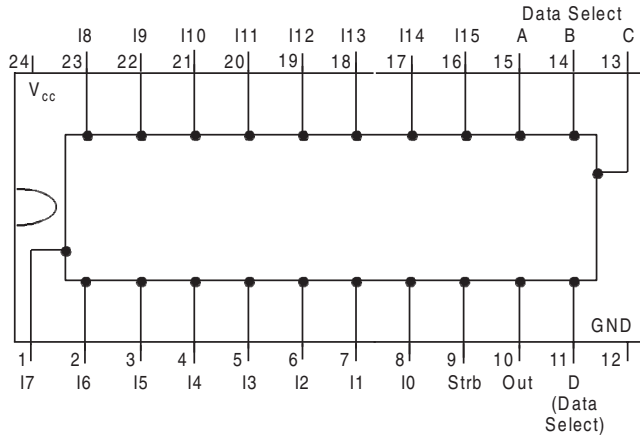 Data Select
I8 I9 I10 I11 I12 I13 I14 I15 A B C
24 23 22 21 20 19 18 17 16 15 14 13
Vcc
GND
1 2 3 4 5 6 7 8 9 10 11 12
I7 I6 I5 I4 I3 I2 I1 I0 Strb Out D
(Data
Select)